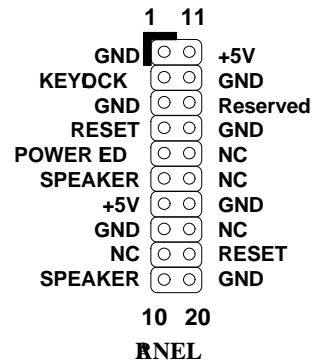 1 11
GND +5V
KEYLOCK GND
GND Reserved
RESET GND
POWER ED NC
SPEAKER NC
+5V GND
GND NC
NC RESET
SPEAKER GND
10 20